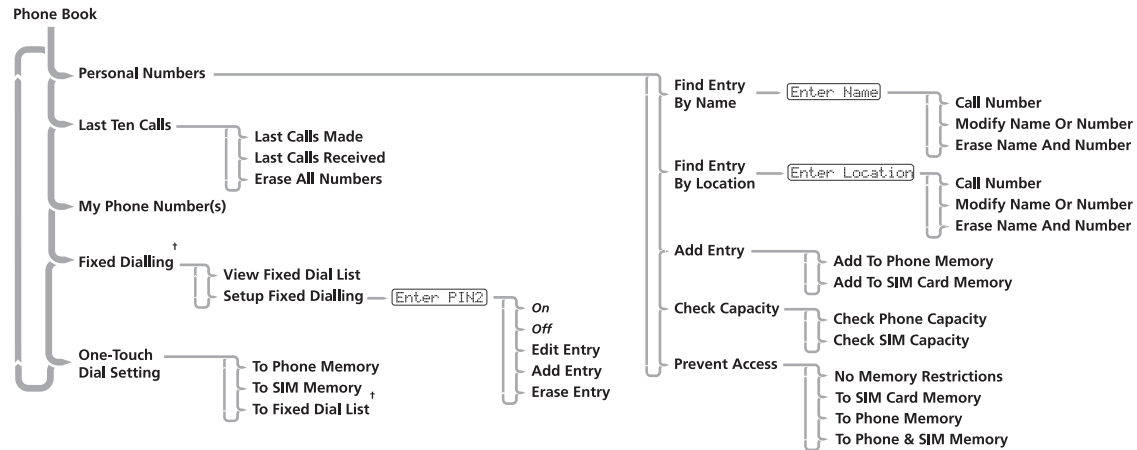 Phone Book
Personal Numbers
Last Ten Calls
Last Calls Made
Last Calls Received
Erase All Numbers
My Phone Number(s)
Fixed Dialling †
View Fixed Dial List
Setup Fixed Dialling
Enter PIN2
On
Off
Edit Entry
Add Entry
Erase Entry
One-Touch
Dial Setting
To Phone Memory
To SIM Memory
To Fixed Dial List †
Find Entry
By Name
Enter Name
Call Number
Modify Name Or Number
Erase Name And Number
Find Entry
By Location
Enter Location
Call Number
Modify Name Or Number
Erase Name And Number
Add Entry
Add To Phone Memory
Add To SIM Card Memory
Check Capacity
Check Phone Capacity
Check SIM Capacity
Prevent Access
No Memory Restrictions
To SIM Card Memory
To Phone Memory
To Phone & SIM Memory